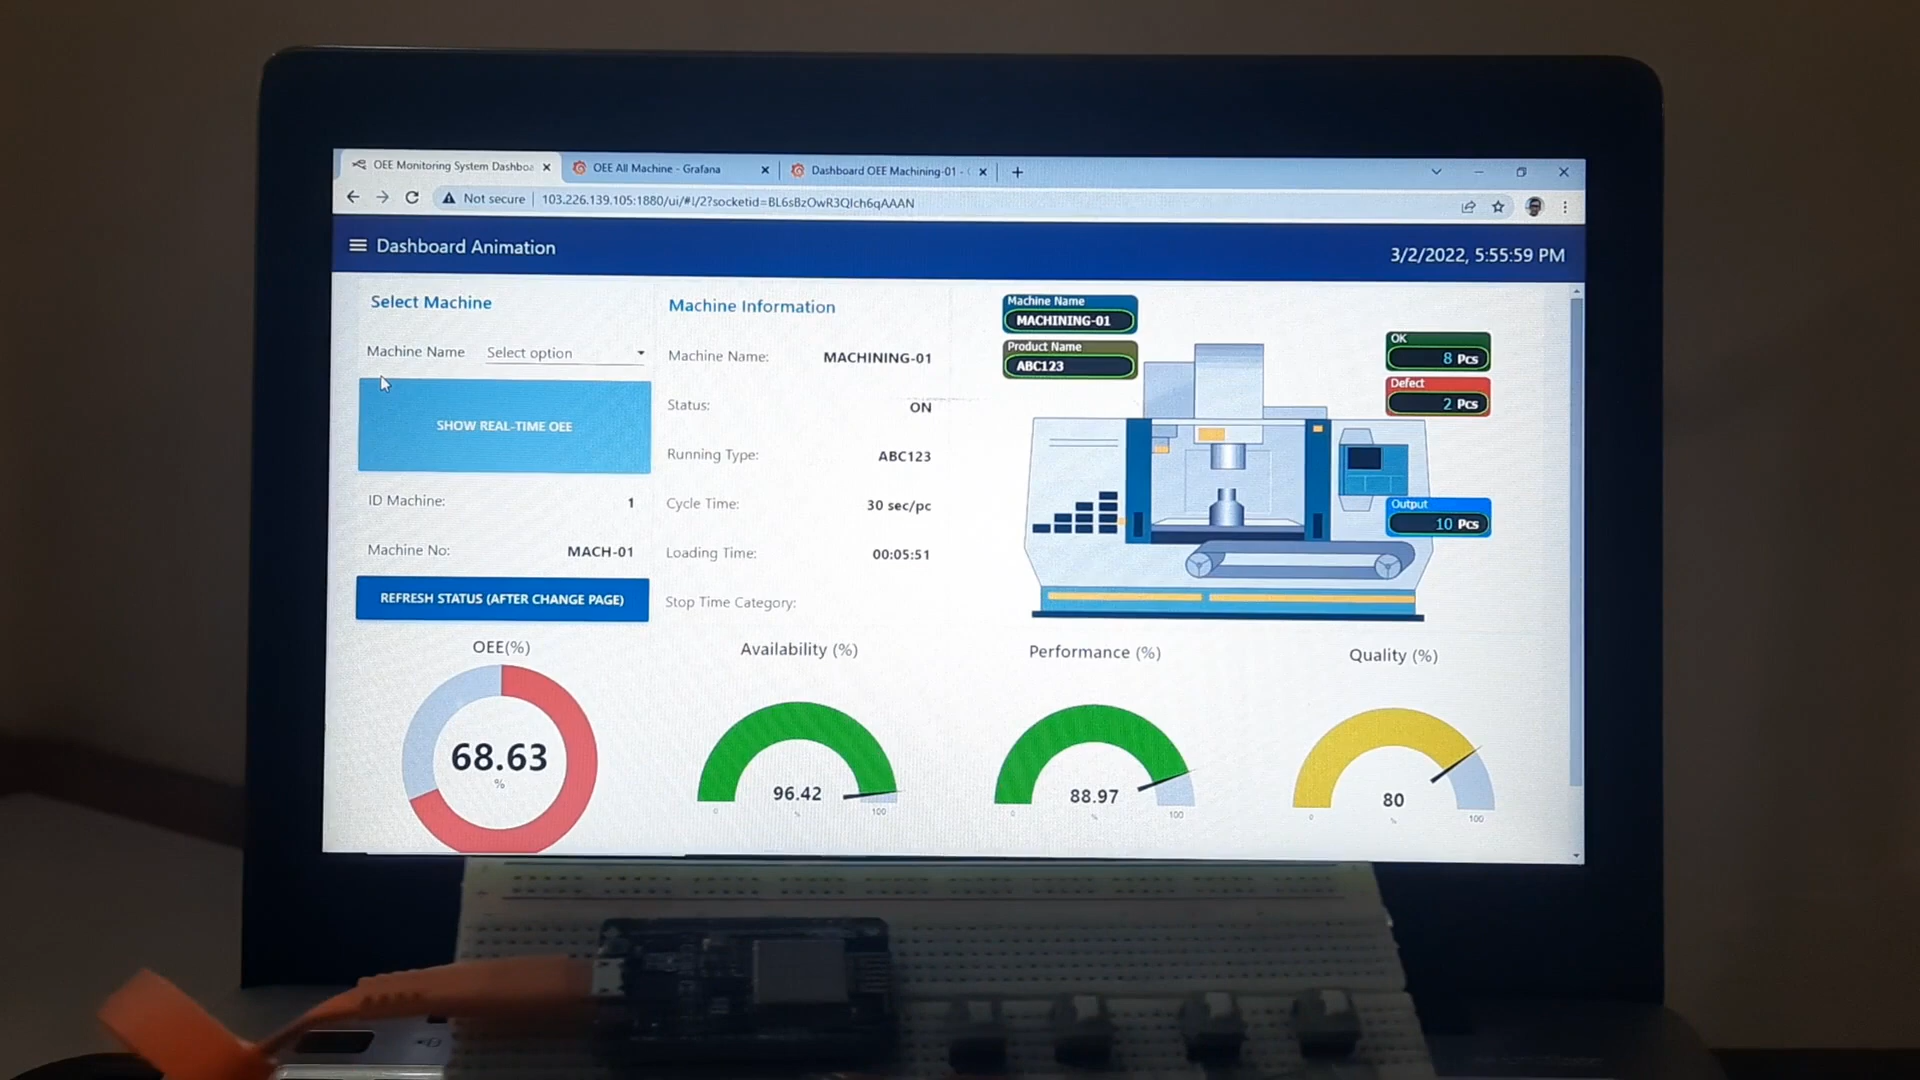 OEE Monitoring System Dashboa
OEE All Machine - Grafana
Dashboard OEE Machining-01 -
Not secure
103.226.139.105:1880/ui/#!/2?socketid=BL6sBzOwR3QIch6qAAAN
Dashboard Animation
3/2/2022, 5:55:59 PM
Select Machine
Machine Name Select option
SHOW REAL-TIME OEE
ID Machine: 1
Machine No: MACH-01
REFRESH STATUS (AFTER CHANGE PAGE)
Machine Information
Machine Name: MACHINING-01
Status: ON
Running Type: ABC123
Cycle Time: 30 sec/pc
Loading Time: 00:05:51
Stop Time Category:
Machine Name
MACHINING-01
Product Name
ABC123
OK
8 Pcs
Defect
2 Pcs
Output
10 Pcs
OEE(%)
68.63
%
Availability (%)
96.42
0 % 100
Performance (%)
88.97
0 % 100
Quality (%)
80
0 % 100